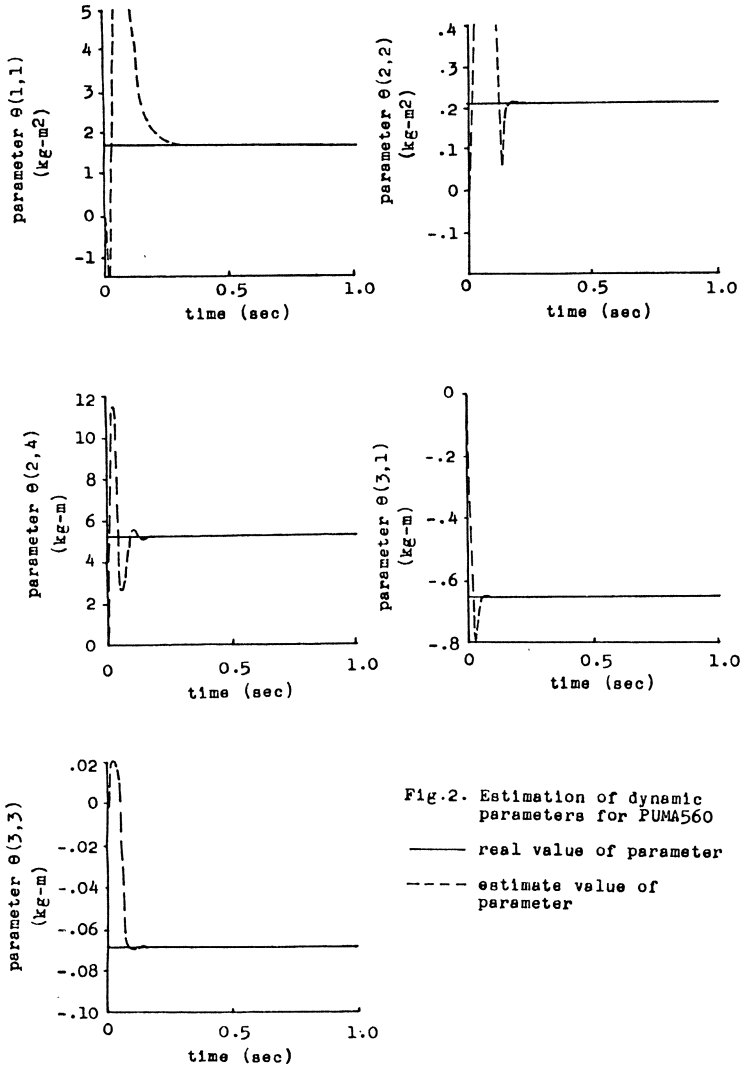 parameter θ(1,1)
(kg-m2)
5
4
3
2
1
0
-1
0
0.5
1.0
time (sec)
parameter θ(2,2)
(kg-m2)
.4
.3
.2
.1
0
-.1
0
0.5
1.0
time (sec)
parameter θ(2,4)
(kg-m)
12
10
8
6
4
2
0
0
0.5
1.0
time (sec)
parameter θ(3,1)
(kg-m)
0
-.2
-.4
-.6
-.8
0
0.5
1.0
time (sec)
parameter θ(3,3)
(kg-m)
.02
0
-.02
-.04
-.06
-.08
-.10
0
0.5
1.0
time (sec)
Fig.2. Estimation of dynamic
parameters for PUMA560
real value of parameter
estimate value of
parameter